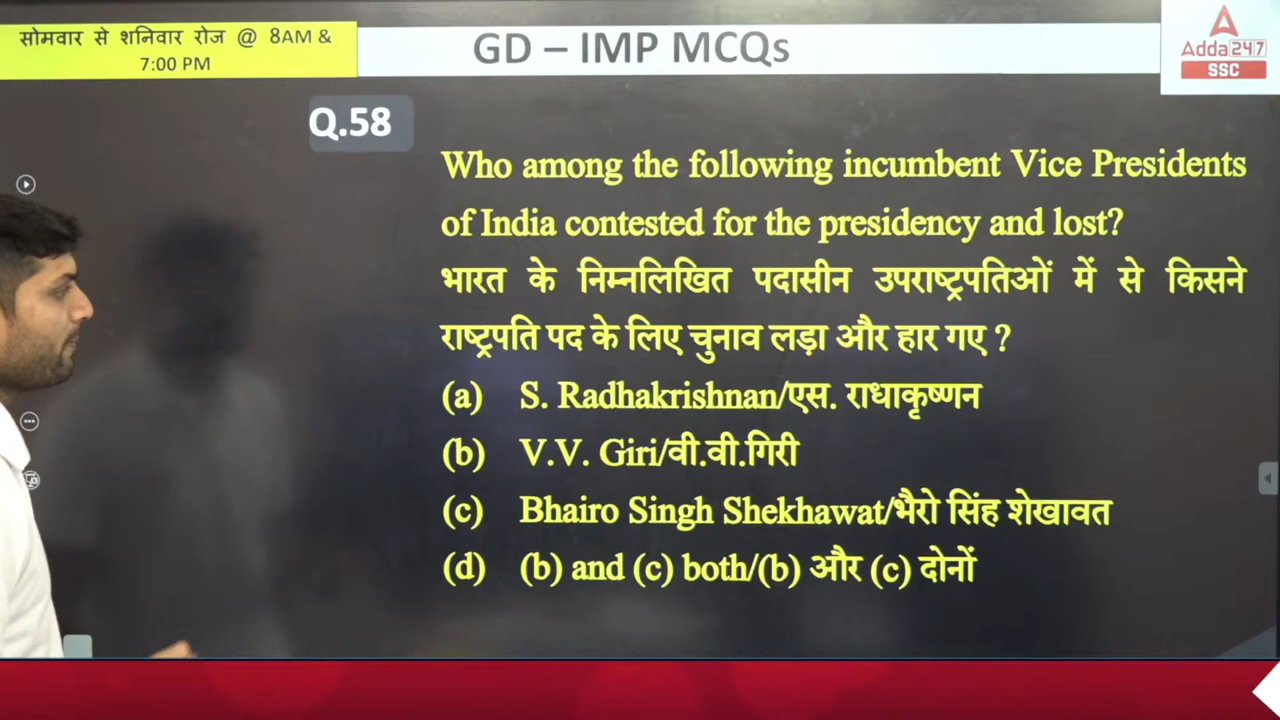 सोमवार से शनिवार रोज @ 8AM &
7:00 PM
GD – IMP MCQs
Adda247
SSC
Q.58
Who among the following incumbent Vice Presidents
of India contested for the presidency and lost?
भारत के निम्नलिखित पदासीन उपराष्ट्रपतिओं में से किसने
राष्ट्रपति पद के लिए चुनाव लड़ा और हार गए ?
(a) S. Radhakrishnan/एस. राधाकृष्णन
(b) V.V. Giri/वी.वी.गिरी
(c) Bhairo Singh Shekhawat/भैरो सिंह शेखावत
(d) (b) and (c) both/(b) और (c) दोनों